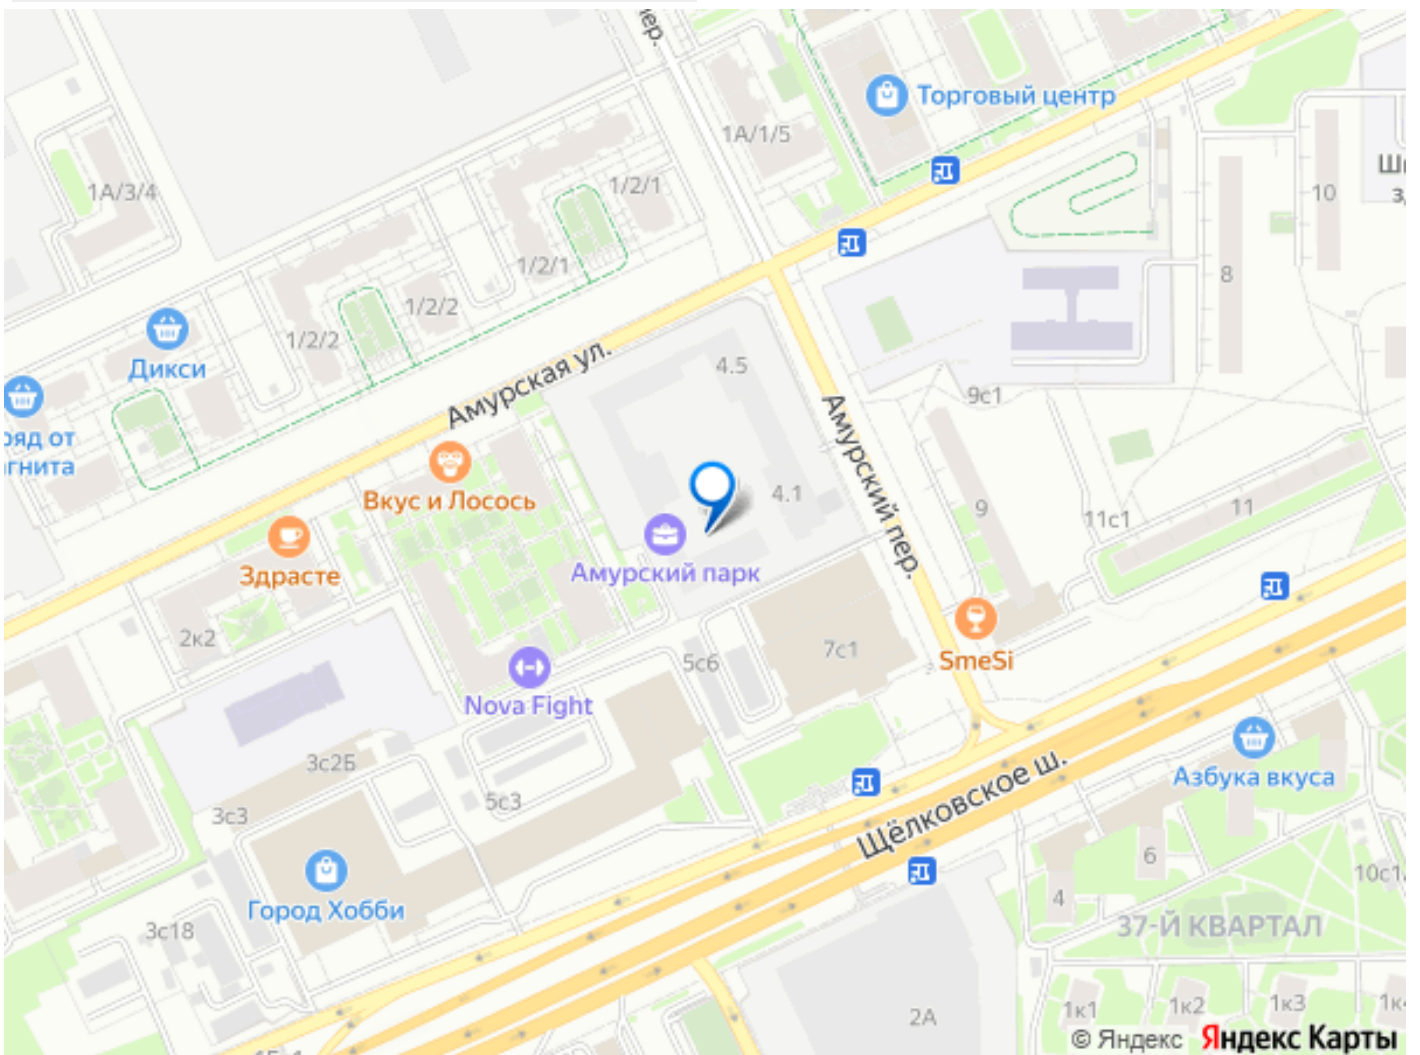 пер.
Торговый центр
1А/1/5
1А/3/4
1/2/1
10
1/2/1
8
1/2/2
1/2/2
Дикси
4.5
Амурская ул.
9с1
Амурский пер.
Вкус и Лосось
4.1
9
11с1
11
Здрасте
Амурский парк
2к2
7с1
5с6
SmeSi
Nova Fight
3с2Б
Азбука вкуса
5с3
3с3
Щёлковское ш.
6
10с1
4
Город Хобби
3с18
37-Й КВАРТАЛ
2А
1к1
1к2
1к3
© Яндекс Яндекс Карты